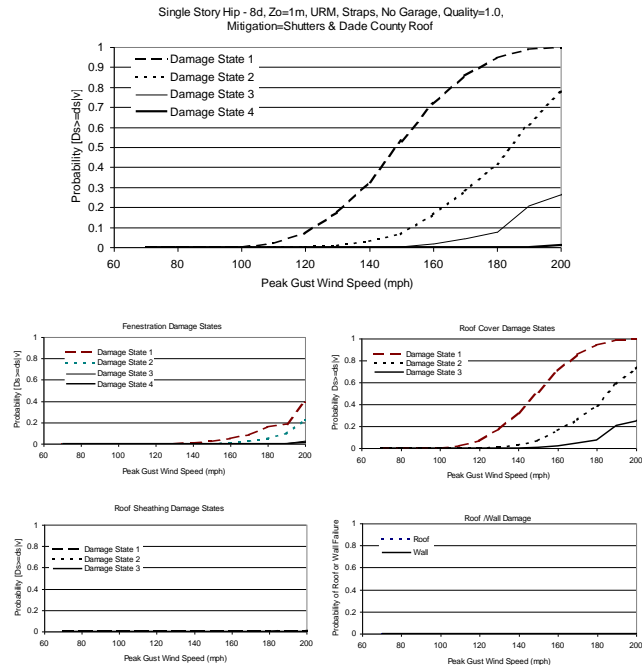 Single Story Hip - 8d, Zo=1m, URM, Straps, No Garage, Quality=1.0,
Mitigation=Shutters & Dade County Roof
Probability [Ds>=ds|v]
1
0.9
0.8
0.7
0.6
0.5
0.4
0.3
0.2
0.1
0
Damage State 1
Damage State 2
Damage State 3
Damage State 4
60 80 100 120 140 160 180 200
Peak Gust Wind Speed (mph)
Fenestration Damage States
Probability [Ds>=ds|v]
1
0.8
0.6
0.4
0.2
0
Damage State 1
Damage State 2
Damage State 3
Damage State 4
60 80 100 120 140 160 180 200
Peak Gust Wind Speed (mph)
Roof Cover Damage States
Probability Ds>=ds|v]
1
0.8
0.6
0.4
0.2
0
Damage State 1
Damage State 2
Damage State 3
60 80 100 120 140 160 180 200
Peak Gust Wind Speed (mph)
Roof Sheathing Damage States
Probability [Ds>=ds|v]
1
0.8
0.6
0.4
0.2
0
Damage State 1
Damage State 2
Damage State 3
60 80 100 120 140 160 180 200
Peak Gust Wind Speed (mph)
Roof /Wall Damage
Probability of Roof or Wall Failure
1
0.8
0.6
0.4
0.2
0
Roof
Wall
60 80 100 120 140 160 180 200
Peak Gust Wind Speed (mph)